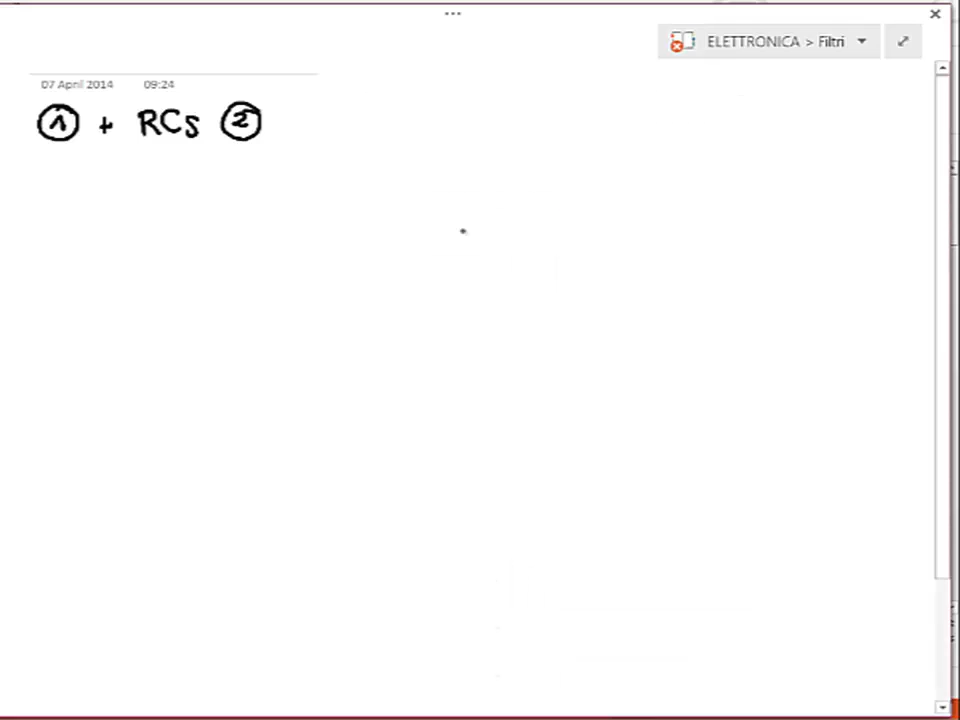 ...
ELETTRONICA > Filtri
07 April 2014 09:24
① + RCs ②